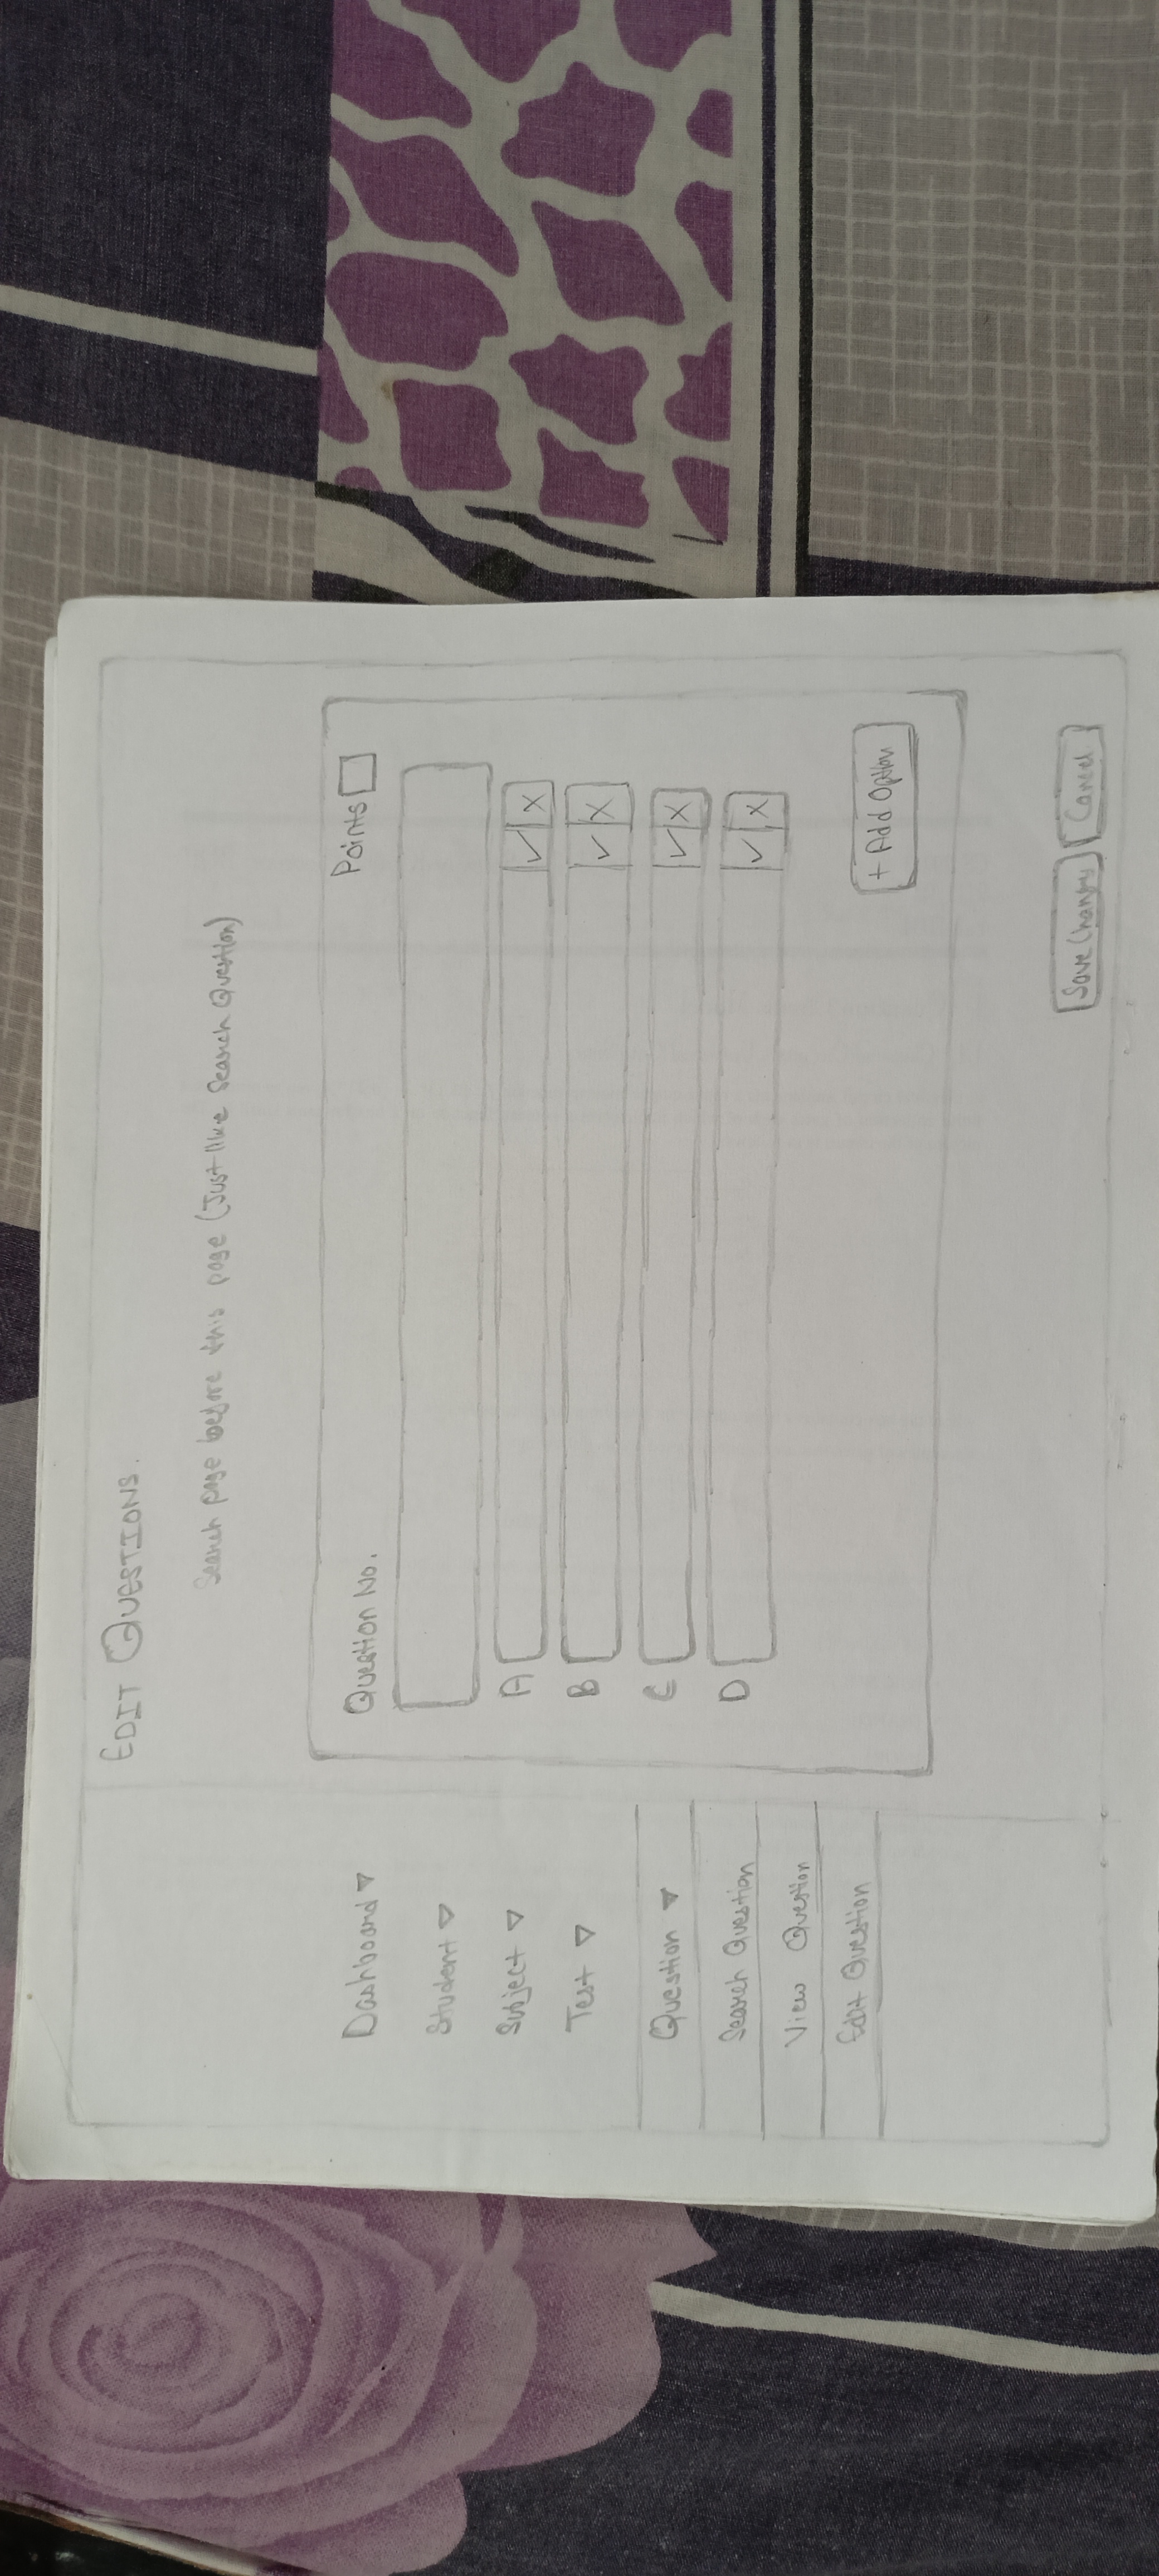 EDIT QUESTIONS.
Search page before this page (Just like Search Question)
Dashboard
Student
Subject
Test
Question
Search Question
View Question
Edit Question
Question No.
Points
A
B
C
D
+ Add Option
Save Changes
Cancel